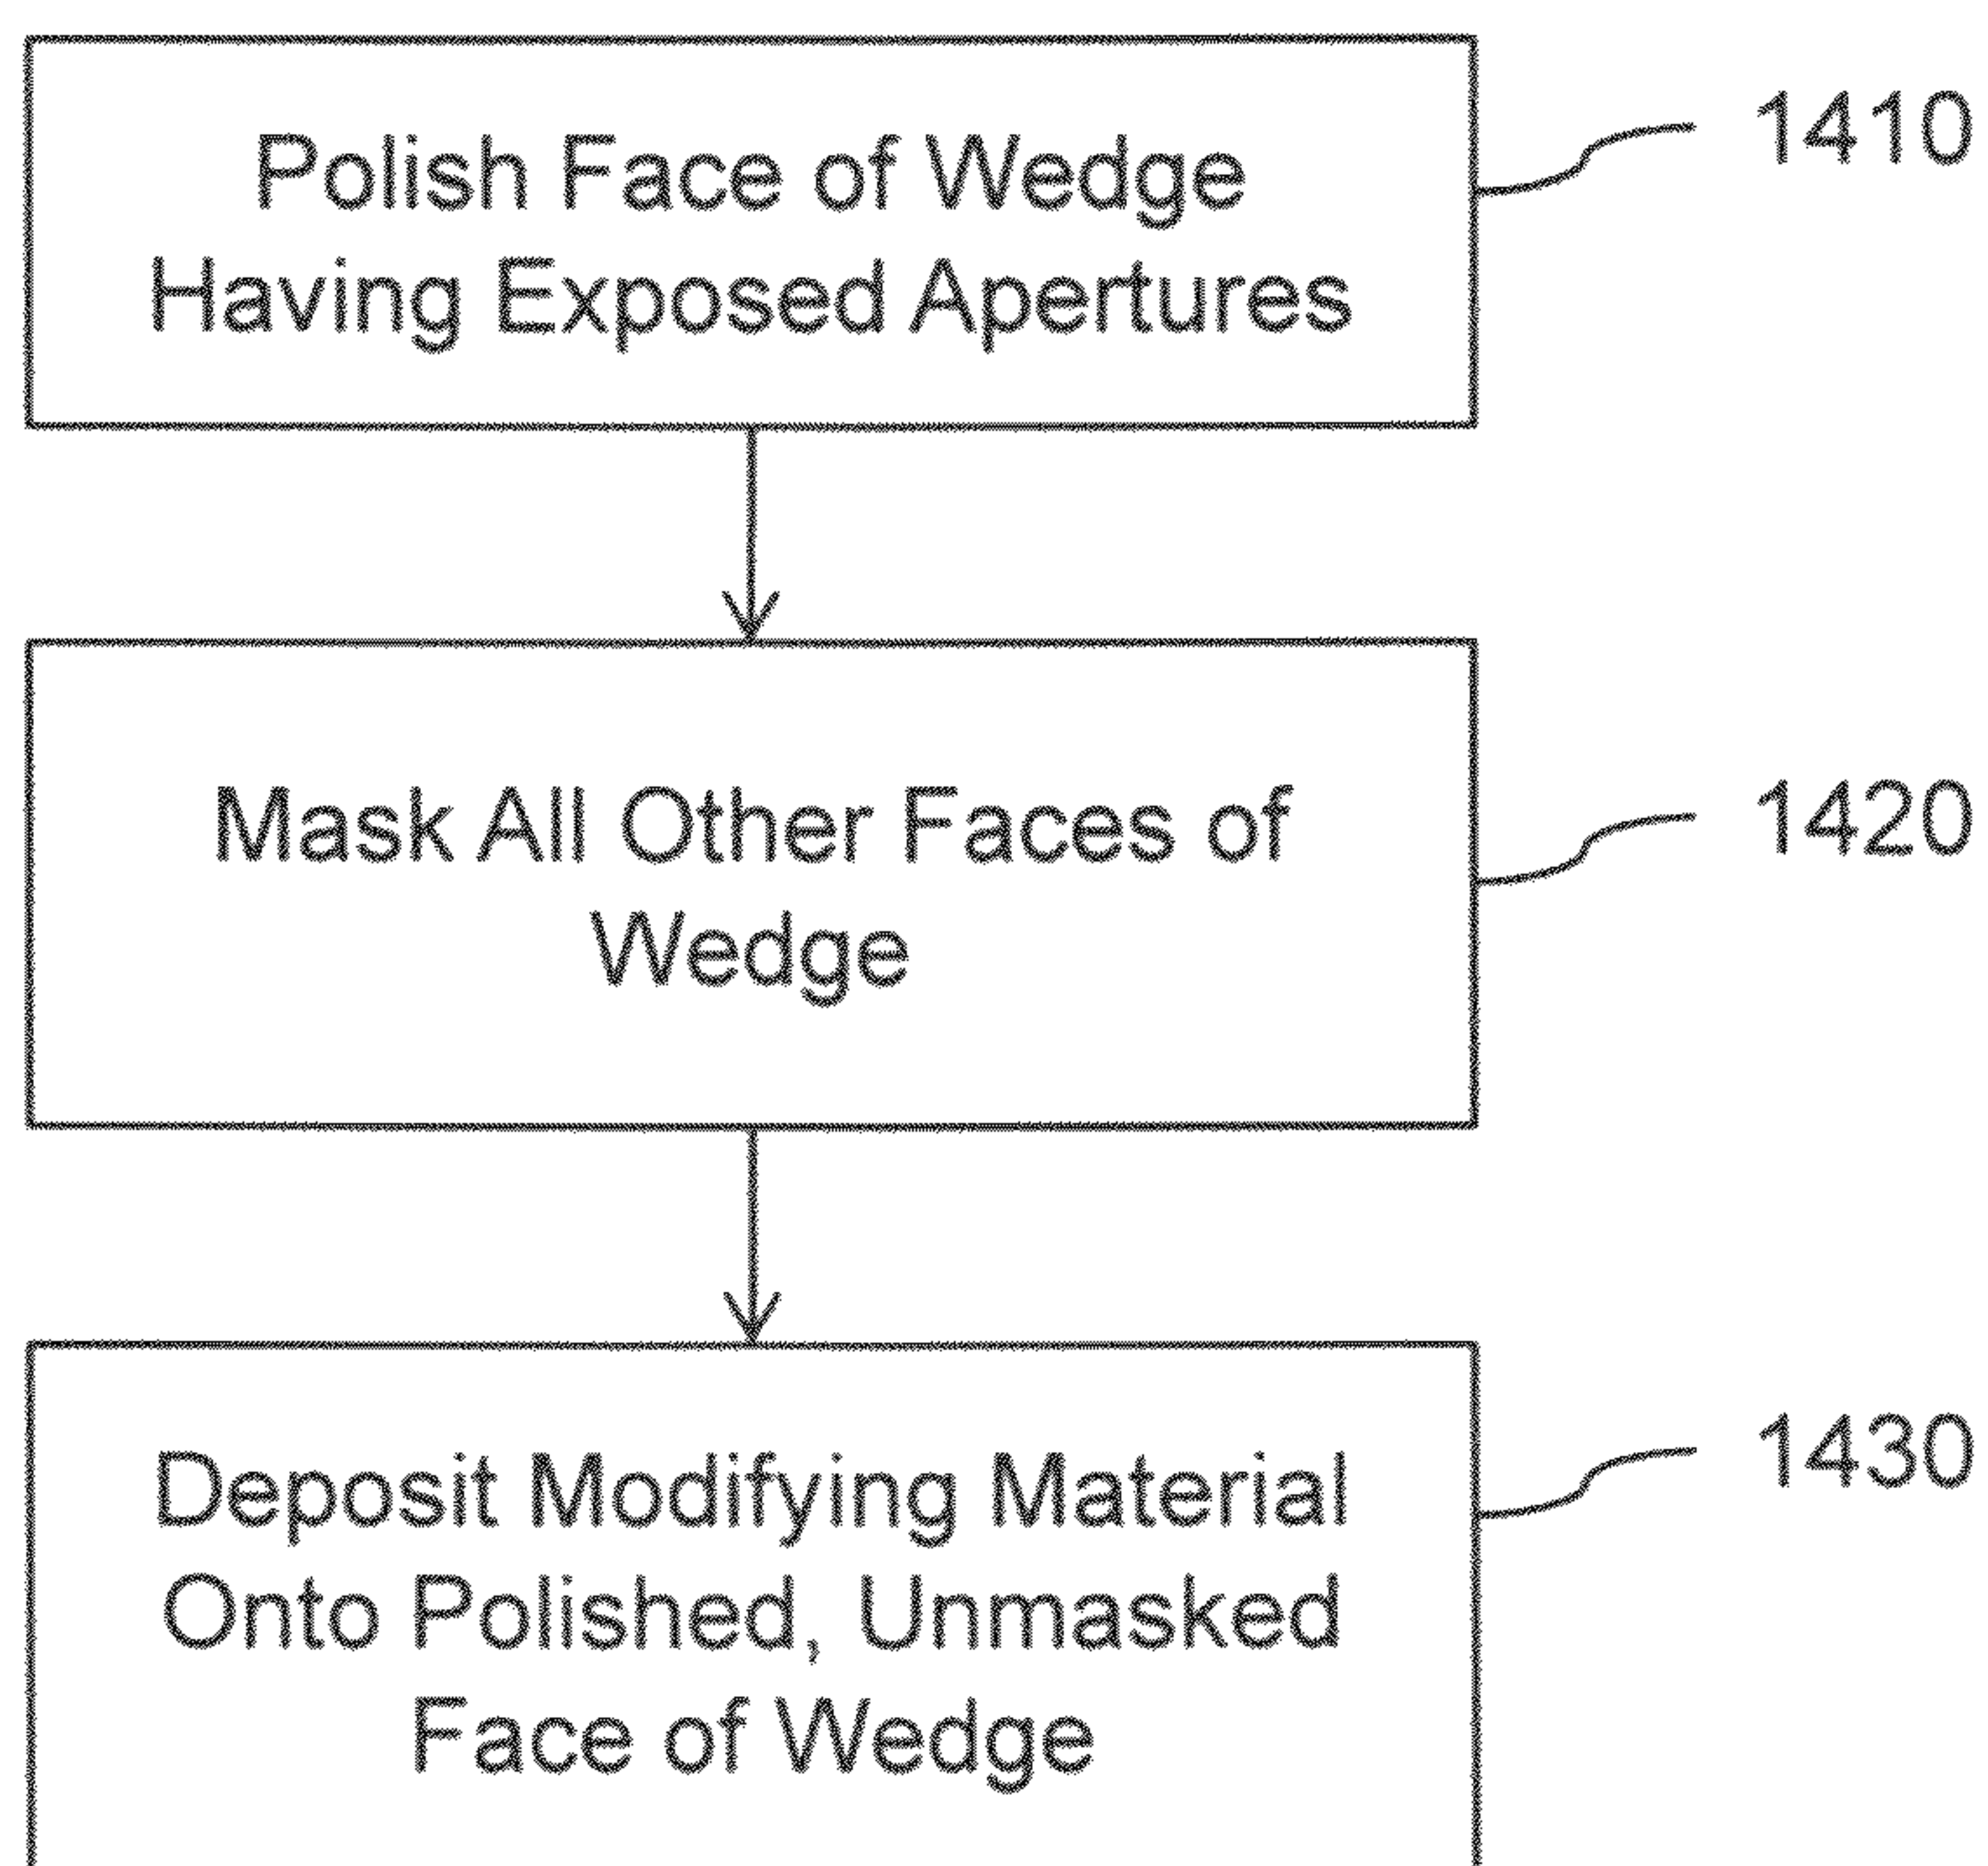 Polish Face of Wedge
Having Exposed Apertures
1410
Mask All Other Faces of
Wedge
1420
Deposit Modifying Material
Onto Polished, Unmasked
Face of Wedge
1430